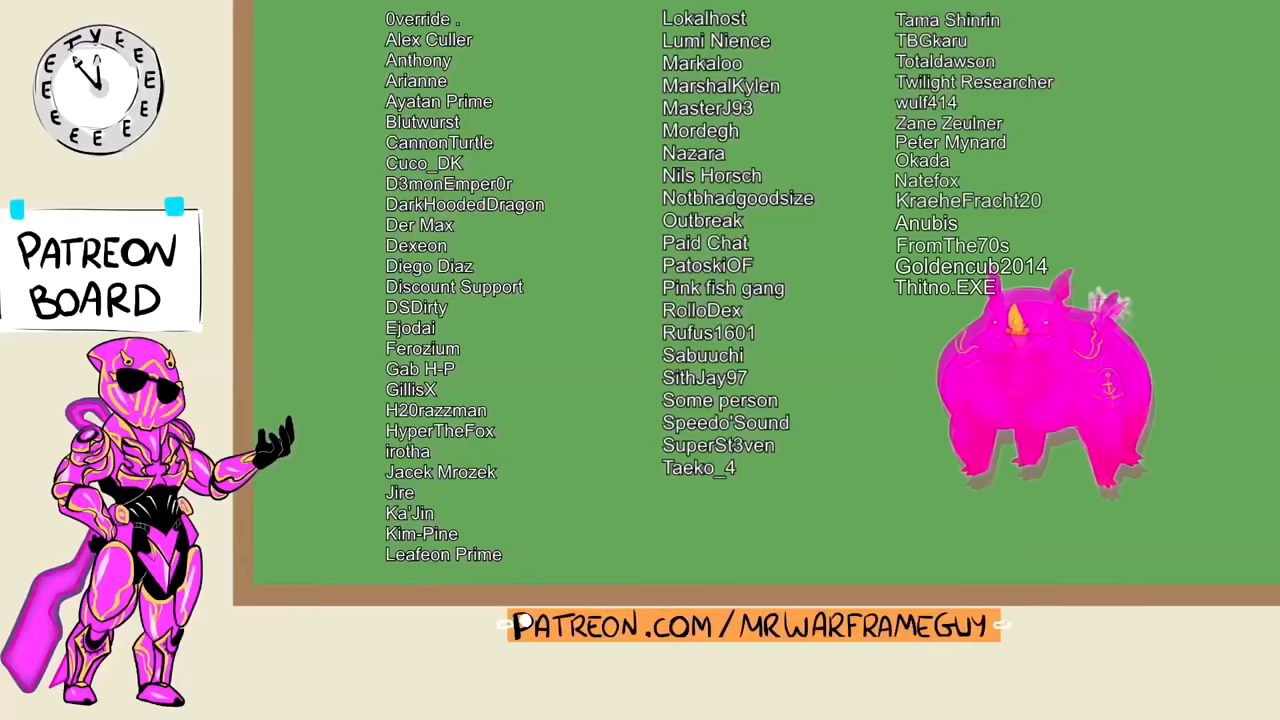 E E E E E E E E E E T Y
PATREON
BOARD
0verride .
Alex Culler
Anthony
Arianne
Ayatan Prime
Blutwurst
CannonTurtle
Cuco_DK
D3monEmper0r
DarkHoodedDragon
Der Max
Dexeon
Diego Diaz
Discount Support
DSDirty
Ejodai
Ferozium
Gab H-P
GillisX
H20razzman
HyperTheFox
irotha
Jacek Mrozek
Jire
Ka'Jin
Kim-Pine
Leafeon Prime
Lokalhost
Lumi Nience
Markaloo
MarshalKylen
MasterJ93
Mordegh
Nazara
Nils Horsch
Notbhadgoodsize
Outbreak
Paid Chat
PatoskiOF
Pink fish gang
RolloDex
Rufus1601
Sabuuchi
SithJay97
Some person
Speedo'Sound
SuperSt3ven
Taeko_4
Tama Shinrin
TBGkaru
Totaldawson
Twilight Researcher
wulf414
Zane Zeulner
Peter Mynard
Okada
Natefox
KraeheFracht20
Anubis
FromThe70s
Goldencub2014
Thitno.EXE
PATREON.COM/MRWARFRAMEGUY